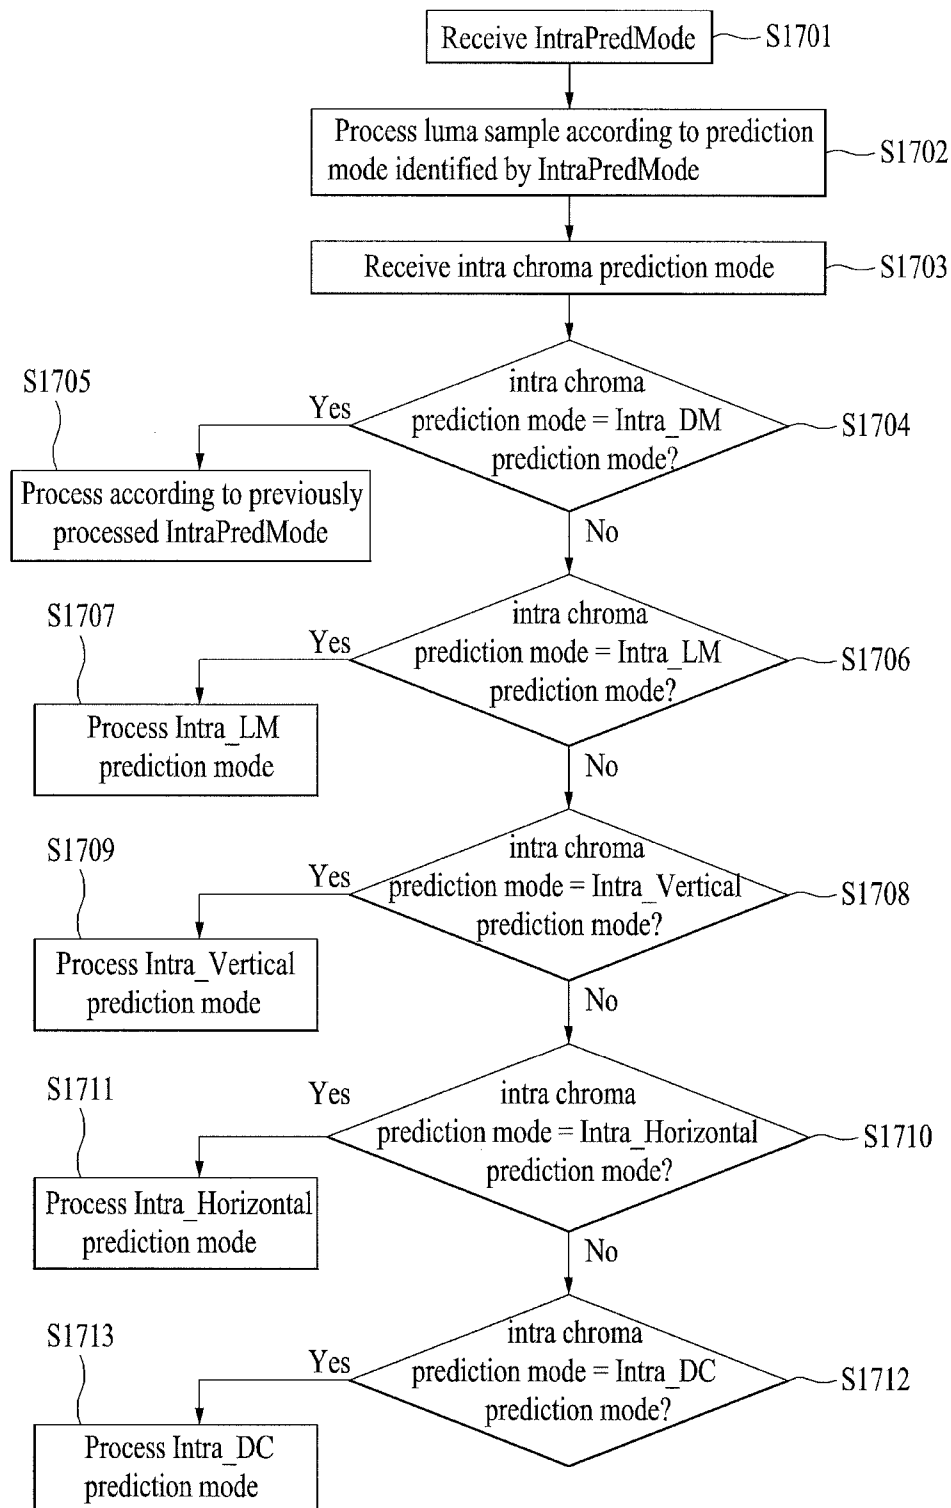 Receive IntraPredMode
S1701
Process luma sample according to prediction
mode identified by IntraPredMode
S1702
Receive intra chroma prediction mode
S1703
intra chroma
prediction mode = Intra_DM
prediction mode?
S1704
Yes
S1705
Process according to previously
processed IntraPredMode
No
intra chroma
prediction mode = Intra_LM
prediction mode?
S1706
Yes
S1707
Process Intra_LM
prediction mode
No
intra chroma
prediction mode = Intra_Vertical
prediction mode?
S1708
Yes
S1709
Process Intra_Vertical
prediction mode
No
intra chroma
prediction mode = Intra_Horizontal
prediction mode?
S1710
Yes
S1711
Process Intra_Horizontal
prediction mode
No
intra chroma
prediction mode = Intra_DC
prediction mode?
S1712
Yes
S1713
Process Intra_DC
prediction mode